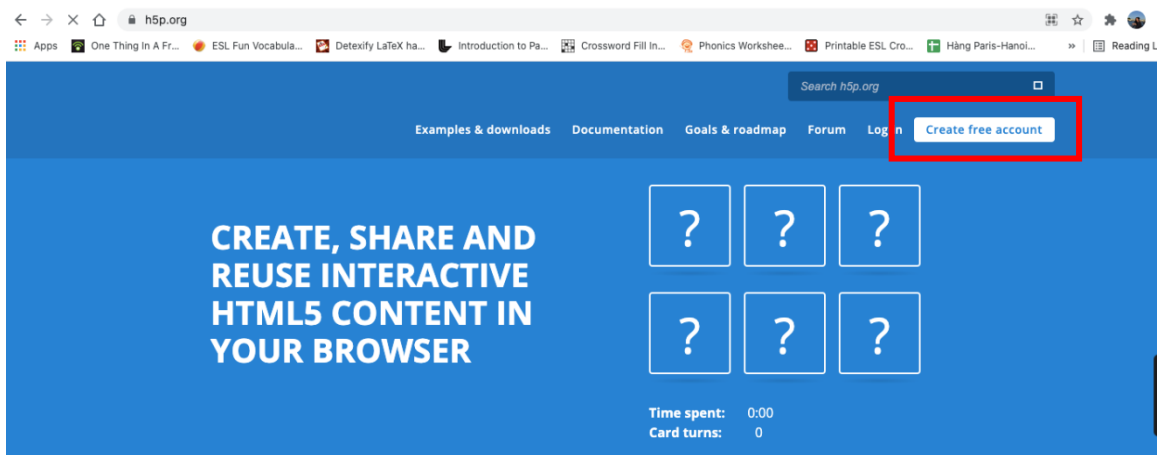 h5p.org
Apps One Thing In A Fr... ESL Fun Vocabula... Detexify LaTeX ha... Introduction to Pa... Crossword Fill In... Phonics Workshee... Printable ESL Cro... Hàng Paris-Hanoi... » Reading L
Search h5p.org
Examples & downloads Documentation Goals & roadmap Forum Log in Create free account
CREATE, SHARE AND
REUSE INTERACTIVE
HTML5 CONTENT IN
YOUR BROWSER
? ? ?
? ? ?
Time spent: 0:00
Card turns: 0